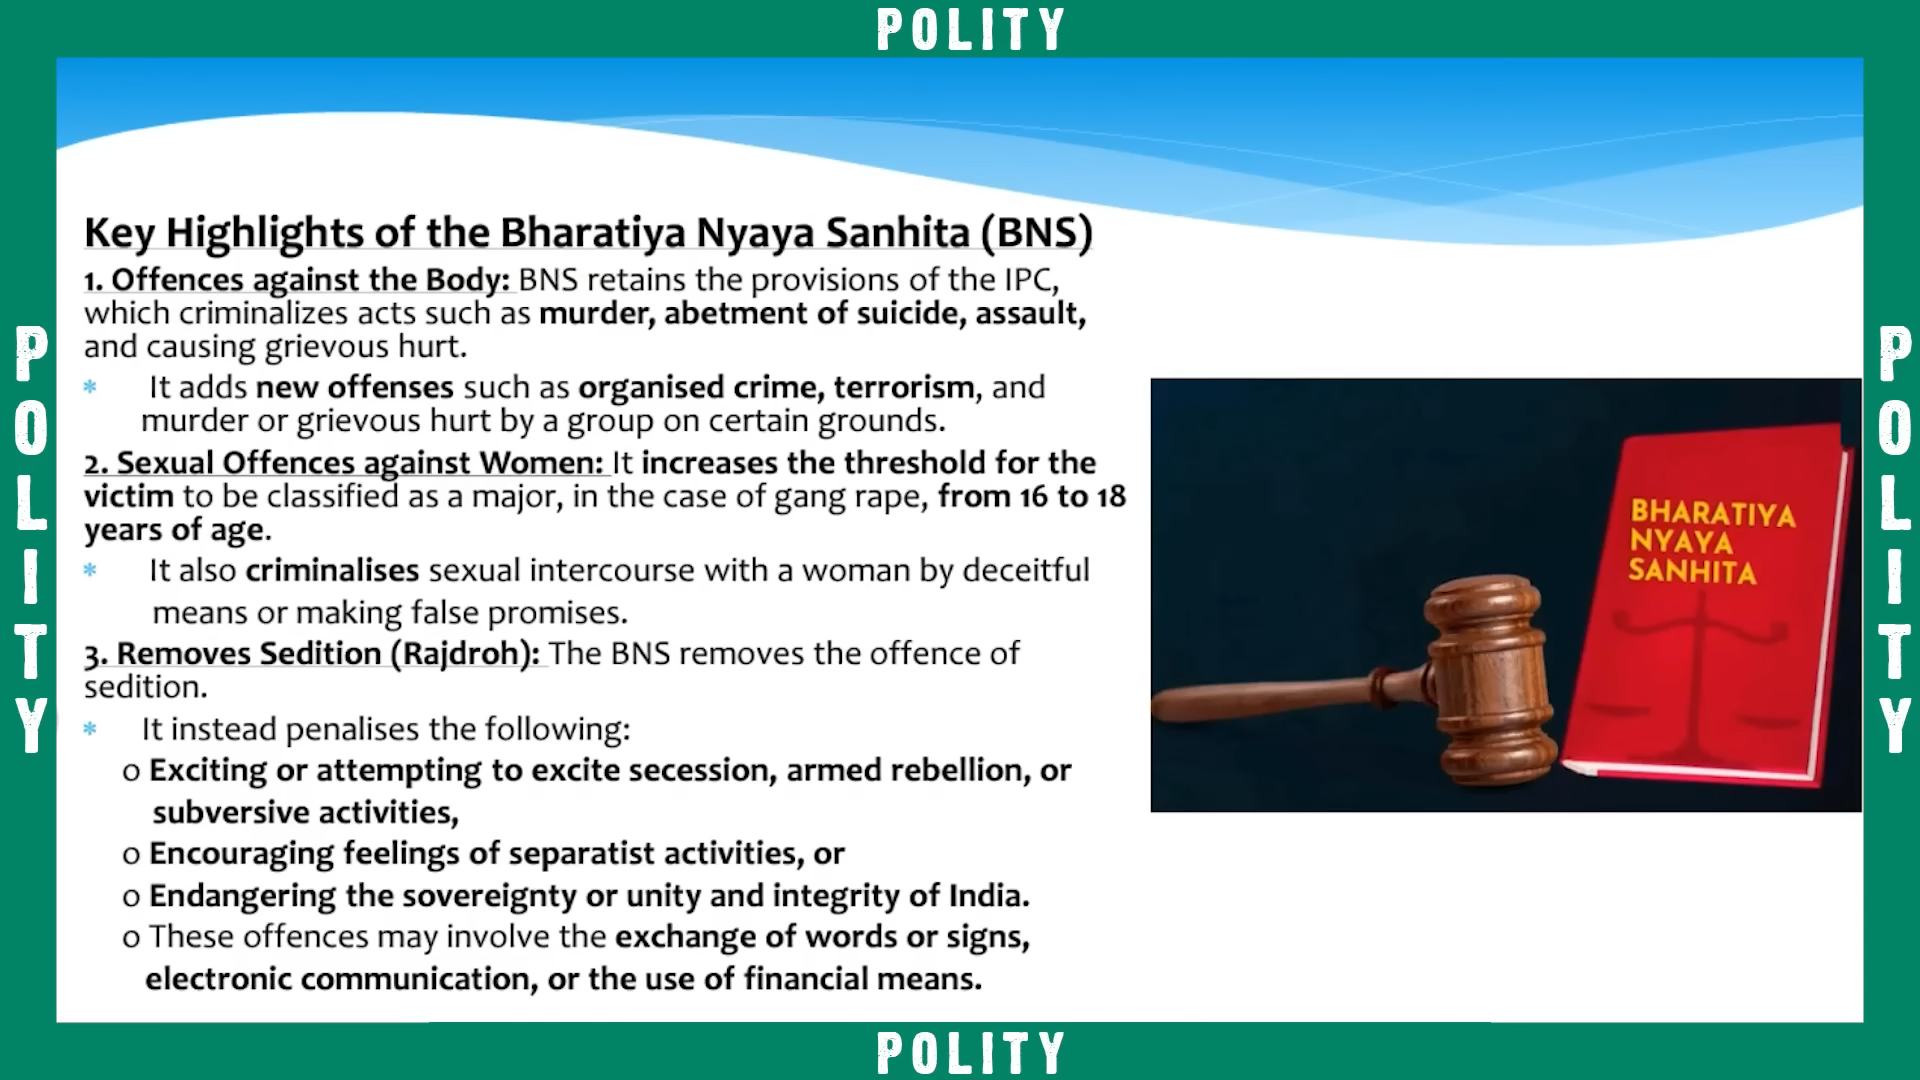 POLITY
Key Highlights of the Bharatiya Nyaya Sanhita (BNS)
1. Offences against the Body: BNS retains the provisions of the IPC,
which criminalizes acts such as murder, abetment of suicide, assault,
and causing grievous hurt.
* It adds new offenses such as organised crime, terrorism, and
murder or grievous hurt by a group on certain grounds.
2. Sexual Offences against Women: It increases the threshold for the
victim to be classified as a major, in the case of gang rape, from 16 to 18
years of age.
* It also criminalises sexual intercourse with a woman by deceitful
means or making false promises.
3. Removes Sedition (Rajdroh): The BNS removes the offence of
sedition.
* It instead penalises the following:
o Exciting or attempting to excite secession, armed rebellion, or
subversive activities,
o Encouraging feelings of separatist activities, or
o Endangering the sovereignty or unity and integrity of India.
o These offences may involve the exchange of words or signs,
electronic communication, or the use of financial means.
BHARATIYA
NYAYA
SANHITA
POLITY
POLITY
POLITY